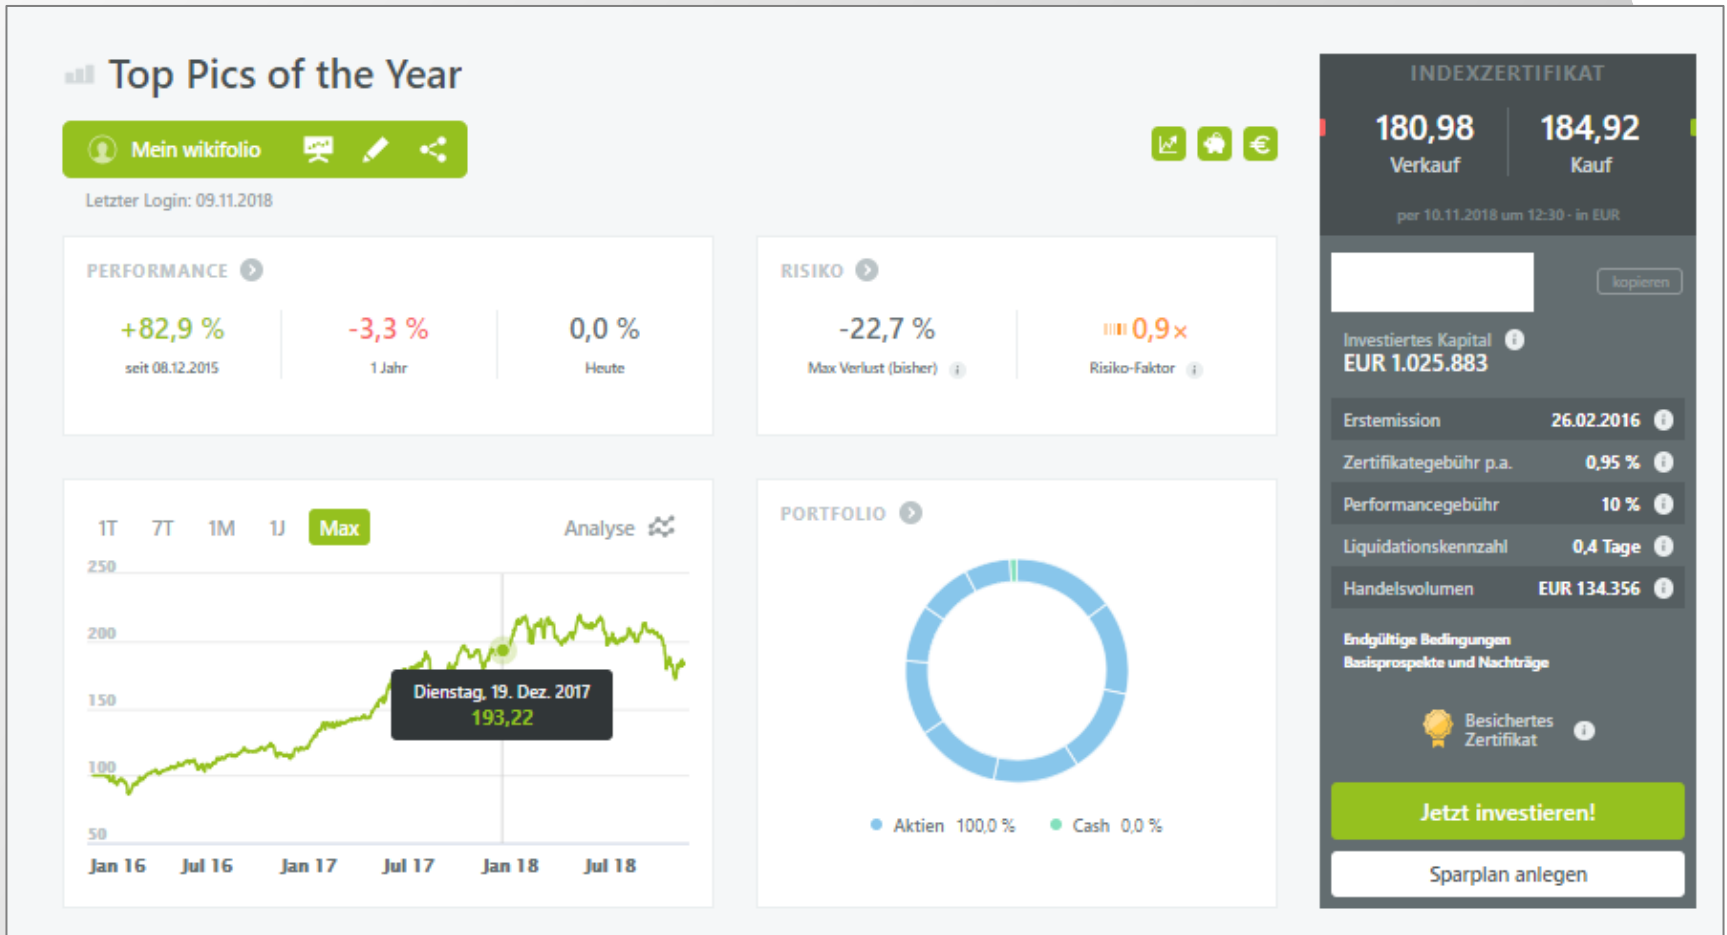 Top Pics of the Year
Mein wikifolio
Letzter Login: 09.11.2018
PERFORMANCE
+82,9 %
seit 08.12.2015
-3,3 %
1 Jahr
0,0 %
Heute
RISIKO
-22,7 %
Max Verlust (bisher)
0,9 ×
Risiko-Faktor
1T 7T 1M 1J Max
Analyse
250
200
150
100
50
Dienstag, 19. Dez. 2017
193,22
Jan 16 Jul 16 Jan 17 Jul 17 Jan 18 Jul 18
PORTFOLIO
Aktien 100,0 % Cash 0,0 %
INDEXZERTIFIKAT
180,98
Verkauf
184,92
Kauf
per 10.11.2018 um 12:30 - in EUR
kopieren
Investiertes Kapital
EUR 1.025.883
Erstemission 26.02.2016
Zertifikategebühr p.a. 0,95 %
Performancegebühr 10 %
Liquidationskennzahl 0,4 Tage
Handelsvolumen EUR 134.356
Endgültige Bedingungen
Basisprospekte und Nachträge
Besichertes
Zertifikat
Jetzt investieren!
Sparplan anlegen